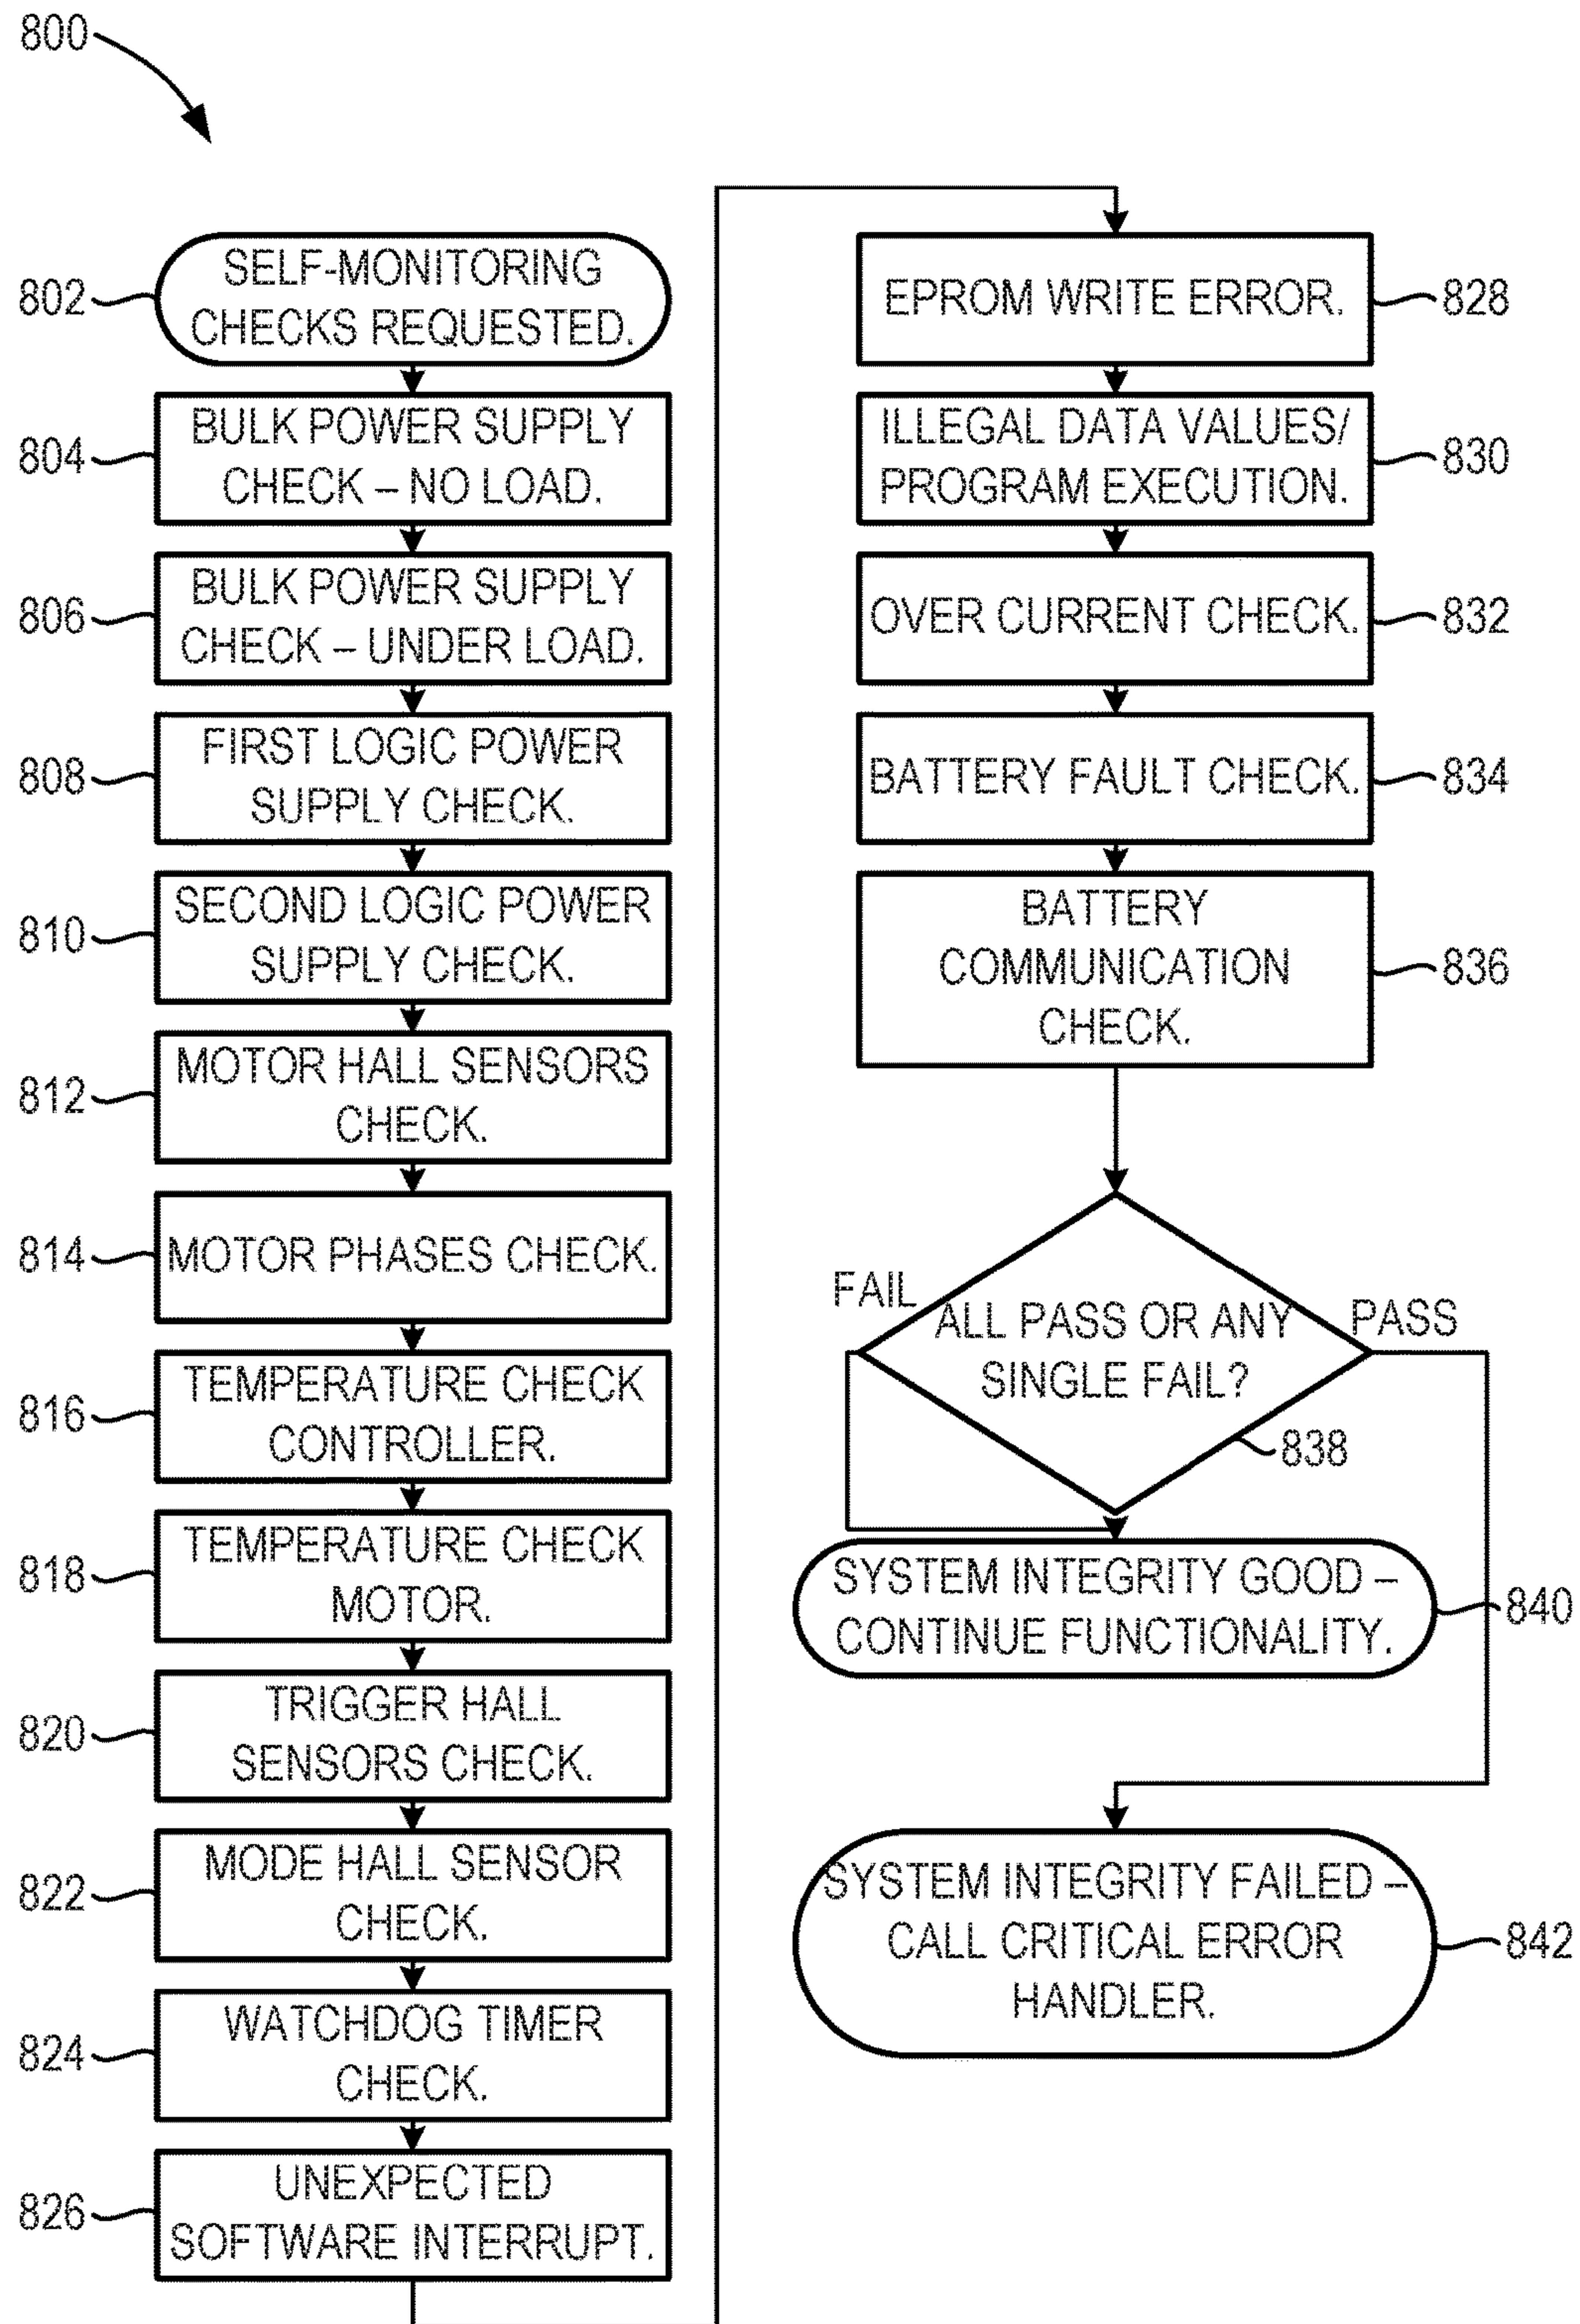 800
802
SELF-MONITORING
CHECKS REQUESTED.
804
BULK POWER SUPPLY
CHECK – NO LOAD.
806
BULK POWER SUPPLY
CHECK – UNDER LOAD.
808
FIRST LOGIC POWER
SUPPLY CHECK.
810
SECOND LOGIC POWER
SUPPLY CHECK.
812
MOTOR HALL SENSORS
CHECK.
814
MOTOR PHASES CHECK.
816
TEMPERATURE CHECK
CONTROLLER.
818
TEMPERATURE CHECK
MOTOR.
820
TRIGGER HALL
SENSORS CHECK.
822
MODE HALL SENSOR
CHECK.
824
WATCHDOG TIMER
CHECK.
826
UNEXPECTED
SOFTWARE INTERRUPT.
EPROM WRITE ERROR.
828
ILLEGAL DATA VALUES/
PROGRAM EXECUTION.
830
OVER CURRENT CHECK.
832
BATTERY FAULT CHECK.
834
BATTERY
COMMUNICATION
CHECK.
836
FAIL
ALL PASS OR ANY
SINGLE FAIL?
PASS
838
SYSTEM INTEGRITY GOOD –
CONTINUE FUNCTIONALITY.
840
SYSTEM INTEGRITY FAILED –
CALL CRITICAL ERROR
HANDLER.
842